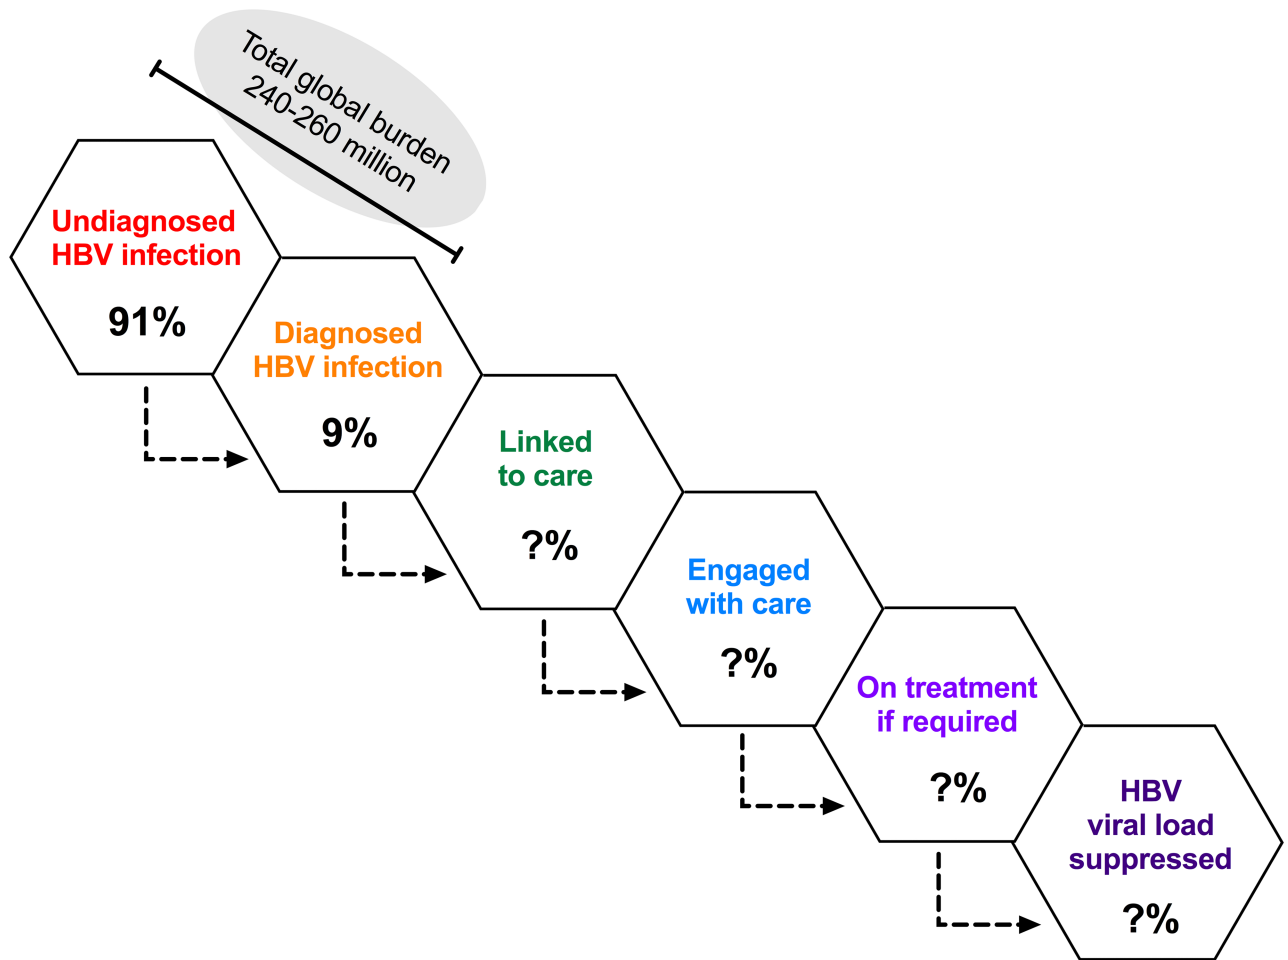 Total global burden
240-260 million
Undiagnosed
HBV infection
91%
Diagnosed
HBV infection
9%
Linked
to care
?%
Engaged
with care
?%
On treatment
if required
?%
HBV
viral load
suppressed
?%